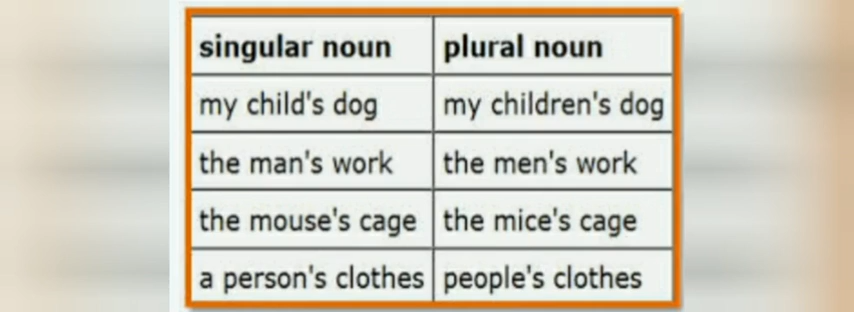 singular noun plural noun
my child's dog my children's dog
the man's work the men's work
the mouse's cage the mice's cage
a person's clothes people's clothes